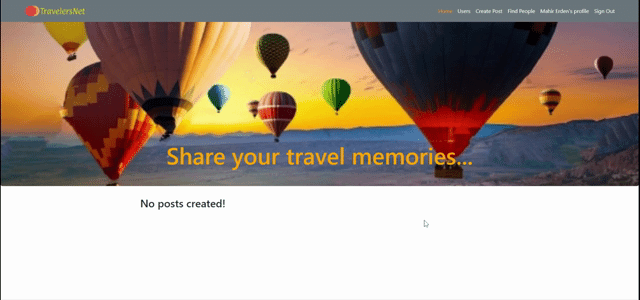 TravelersNet
Home Users Create Post Find People Mahir Erden's profile Sign Out
Share your travel memories...
No posts created!